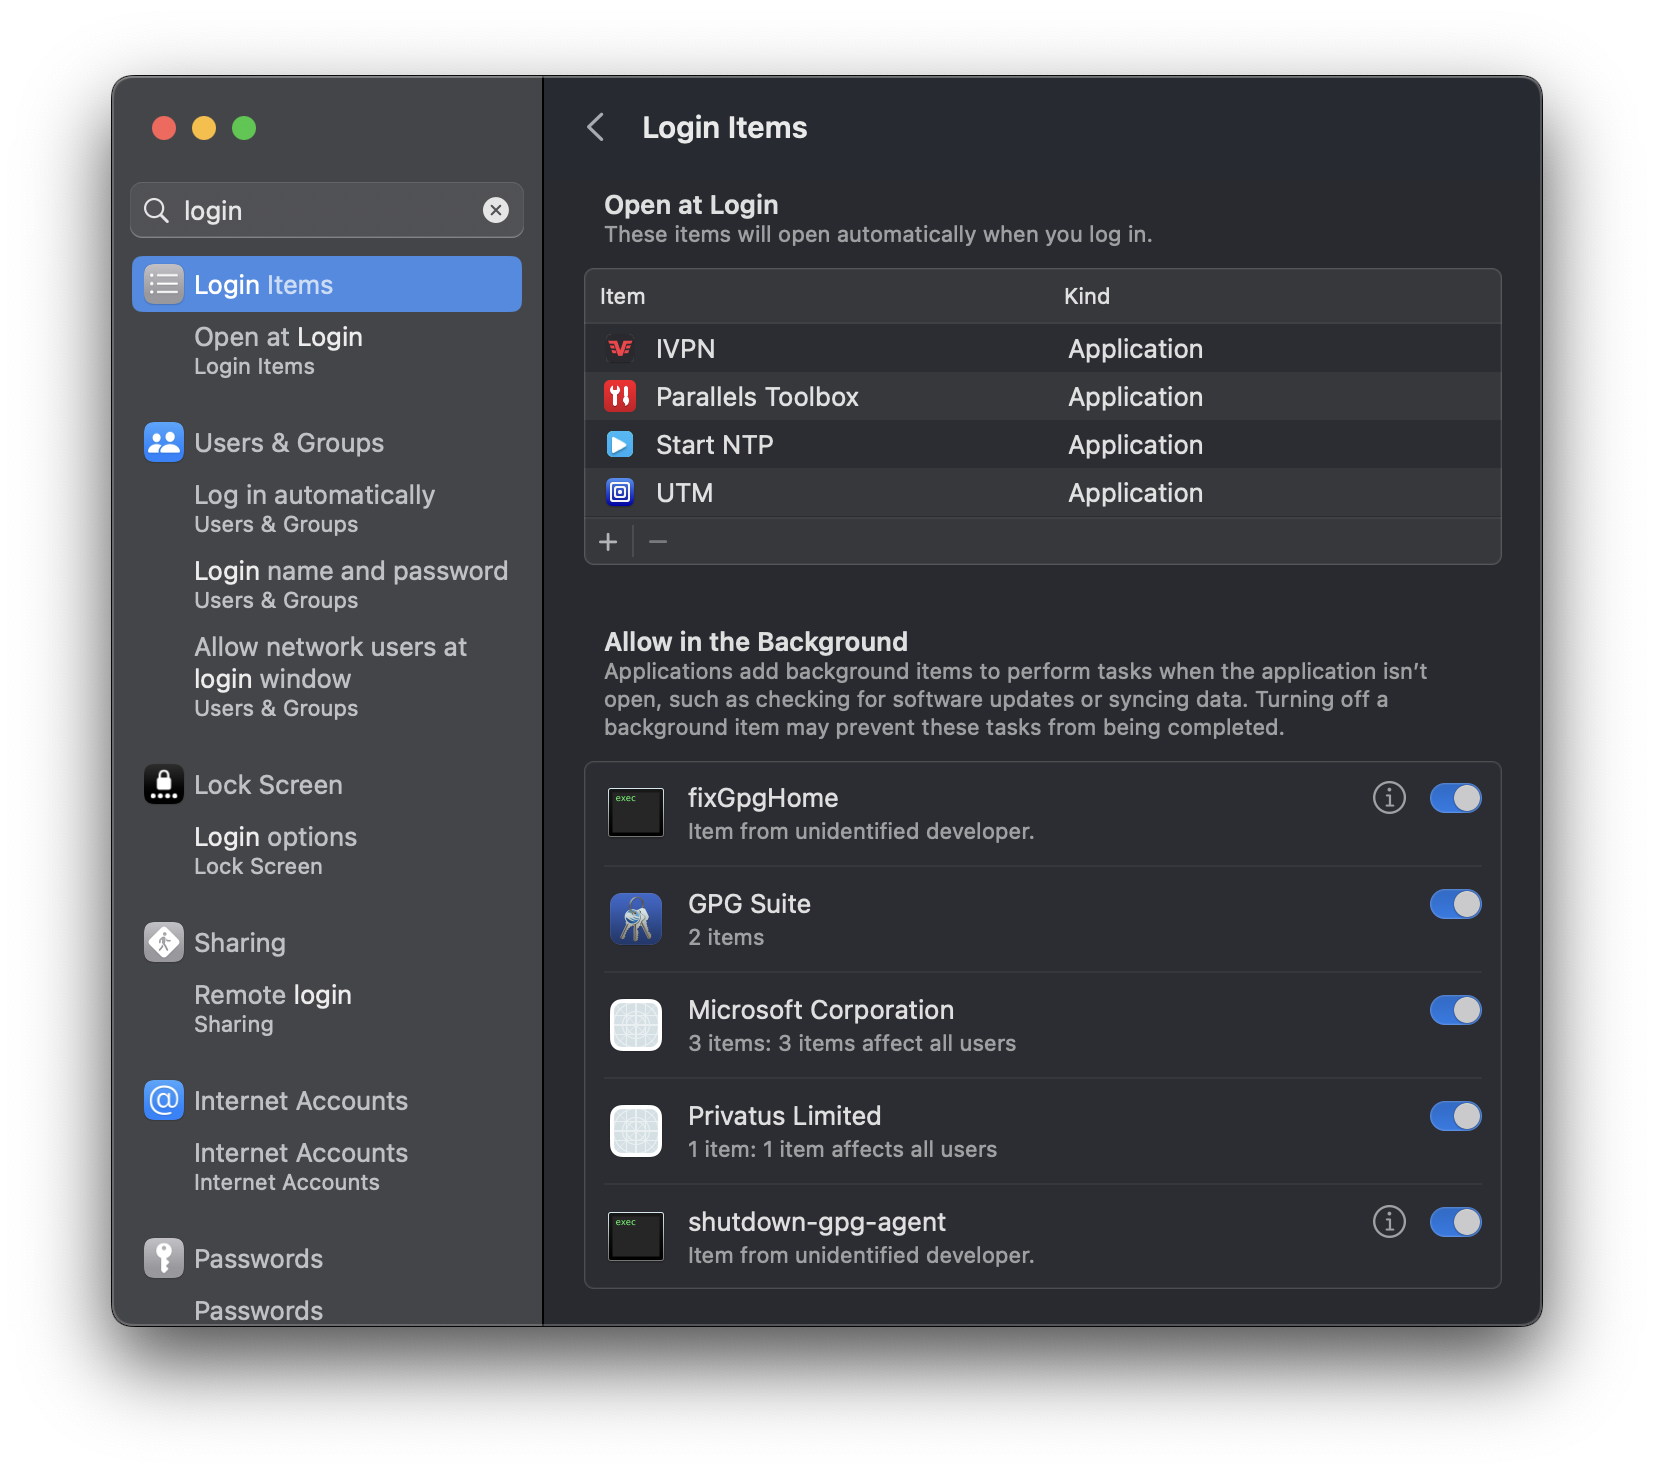 login
Login Items
Open at Login
Login Items
Users & Groups
Log in automatically
Users & Groups
Login name and password
Users & Groups
Allow network users at
login window
Users & Groups
Lock Screen
Login options
Lock Screen
Sharing
Remote login
Sharing
Internet Accounts
Internet Accounts
Internet Accounts
Passwords
Passwords
Login Items
Open at Login
These items will open automatically when you log in.
Item Kind
IVPN Application
Parallels Toolbox Application
Start NTP Application
UTM Application
Allow in the Background
Applications add background items to perform tasks when the application isn’t
open, such as checking for software updates or syncing data. Turning off a
background item may prevent these tasks from being completed.
exec
fixGpgHome
Item from unidentified developer.
GPG Suite
2 items
Microsoft Corporation
3 items: 3 items affect all users
Privatus Limited
1 item: 1 item affects all users
exec
shutdown-gpg-agent
Item from unidentified developer.